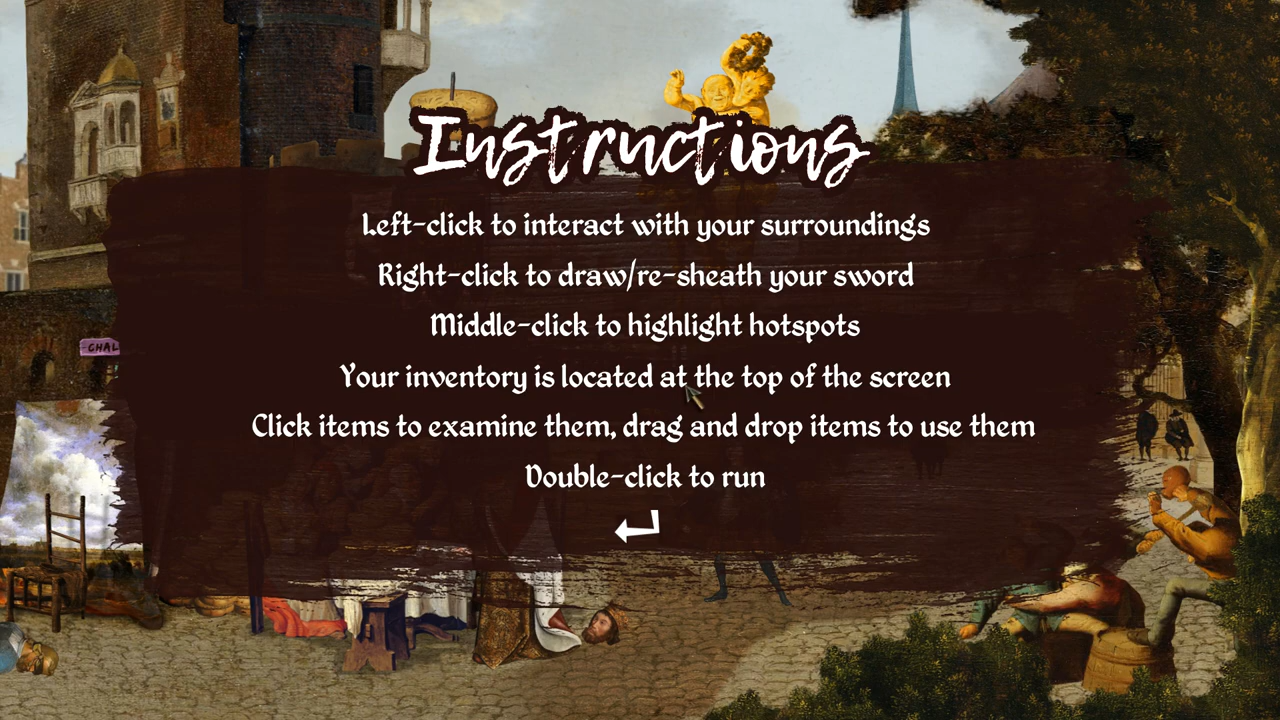 Instructions
Left-click to interact with your surroundings
Right-click to draw/re-sheath your sword
Middle-click to highlight hotspots
Your inventory is located at the top of the screen
Click items to examine them, drag and drop items to use them
Double-click to run
CHAL